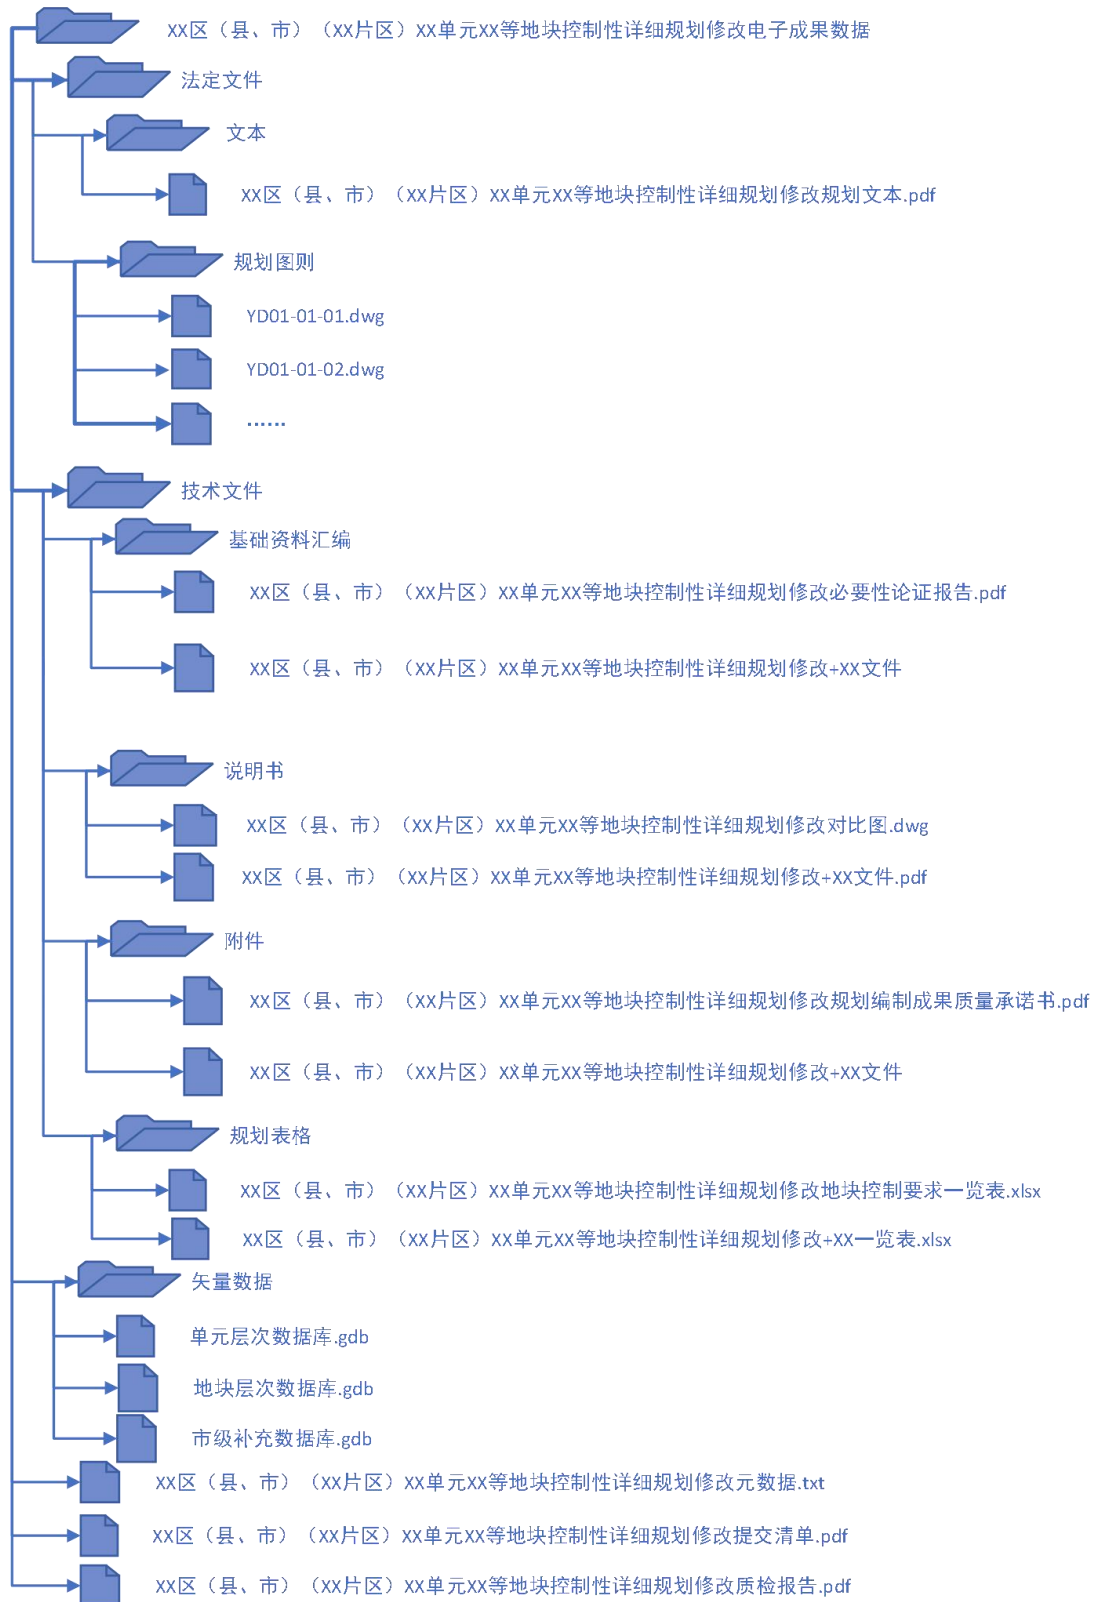 XX区（县、市）（XX片区）XX单元XX等地块控制性详细规划修改电子成果数据
法定文件
文本
XX区（县、市）（XX片区）XX单元XX等地块控制性详细规划修改规划文本.pdf
规划图则
YD01-01-01.dwg
YD01-01-02.dwg
……
技术文件
基础资料汇编
XX区（县、市）（XX片区）XX单元XX等地块控制性详细规划修改必要性论证报告.pdf
XX区（县、市）（XX片区）XX单元XX等地块控制性详细规划修改+XX文件
说明书
XX区（县、市）（XX片区）XX单元XX等地块控制性详细规划修改对比图.dwg
XX区（县、市）（XX片区）XX单元XX等地块控制性详细规划修改+XX文件.pdf
附件
XX区（县、市）（XX片区）XX单元XX等地块控制性详细规划修改规划编制成果质量承诺书.pdf
XX区（县、市）（XX片区）XX单元XX等地块控制性详细规划修改+XX文件
规划表格
XX区（县、市）（XX片区）XX单元XX等地块控制性详细规划修改地块控制要求一览表.xlsx
XX区（县、市）（XX片区）XX单元XX等地块控制性详细规划修改+XX一览表.xlsx
矢量数据
单元层次数据库.gdb
地块层次数据库.gdb
市级补充数据库.gdb
XX区（县、市）（XX片区）XX单元XX等地块控制性详细规划修改元数据.txt
XX区（县、市）（XX片区）XX单元XX等地块控制性详细规划修改提交清单.pdf
XX区（县、市）（XX片区）XX单元XX等地块控制性详细规划修改质检报告.pdf